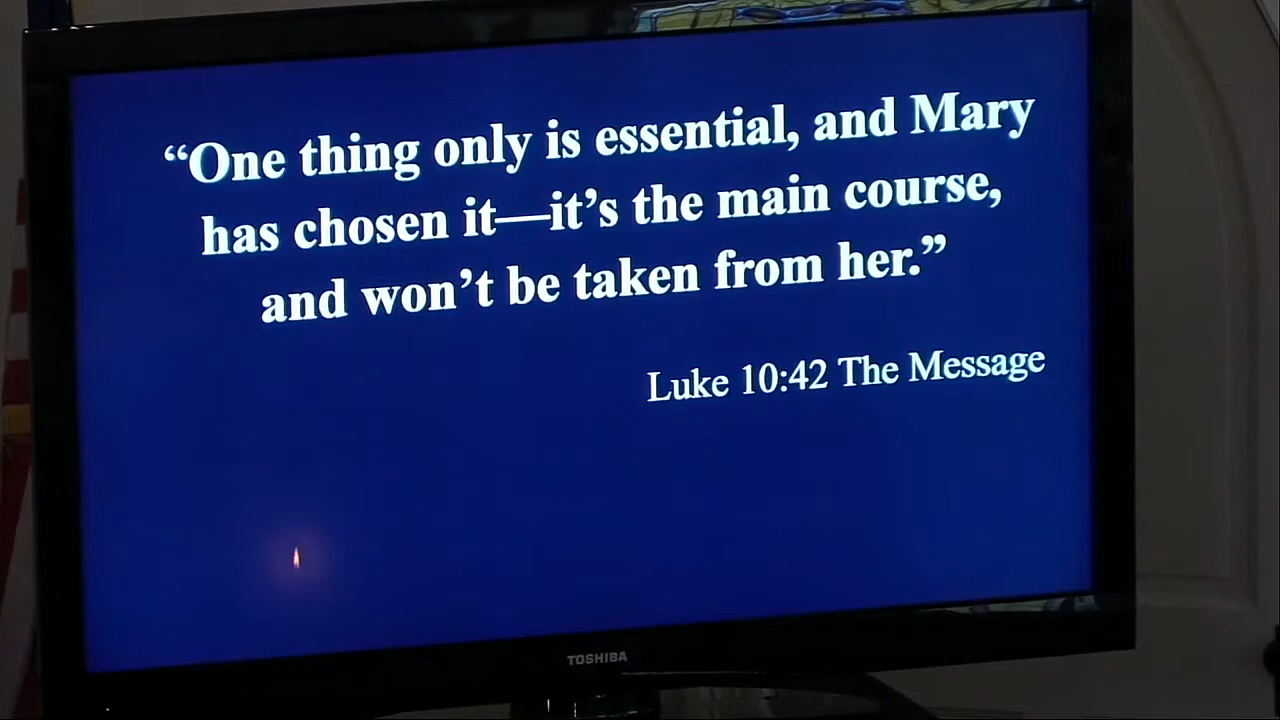 “One thing only is essential, and Mary
has chosen it—it’s the main course,
and won’t be taken from her.”
Luke 10:42 The Message
TOSHIBA